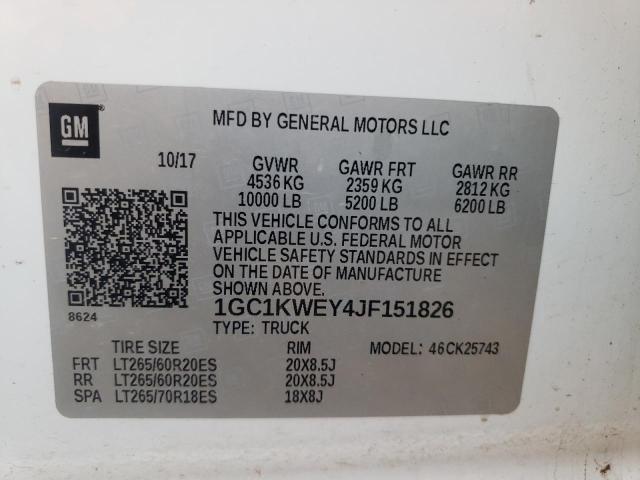 GM
MFD BY GENERAL MOTORS LLC
10/17 GVWR GAWR FRT GAWR RR
4536 KG 2359 KG 2812 KG
10000 LB 5200 LB 6200 LB
THIS VEHICLE CONFORMS TO ALL
APPLICABLE U.S. FEDERAL MOTOR
VEHICLE SAFETY STANDARDS IN EFFECT
ON THE DATE OF MANUFACTURE
SHOWN ABOVE.
8624
1GC1KWEY4JF151826
TYPE: TRUCK
TIRE SIZE RIM MODEL: 46CK25743
FRT LT265/60R20ES 20X8.5J
RR LT265/60R20ES 20X8.5J
SPA LT265/70R18ES 18X8J